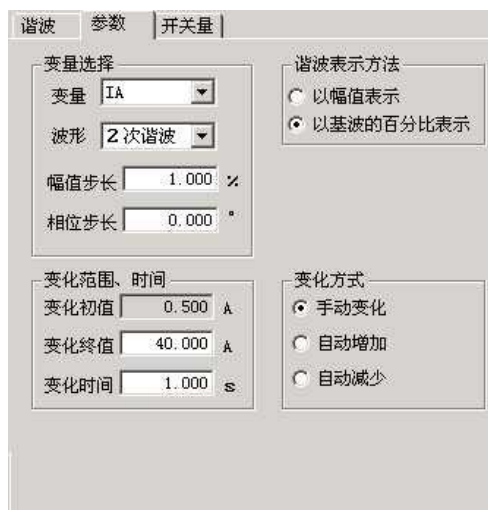 谐波 参数 开关量
变量选择
变量 IA
波形 2次谐波
幅值步长 1.000 %
相位步长 0.000 °
谐波表示方法
以幅值表示
以基波的百分比表示
变化范围、时间
变化初值 0.500 A
变化终值 40.000 A
变化时间 1.000 s
变化方式
手动变化
自动增加
自动减少